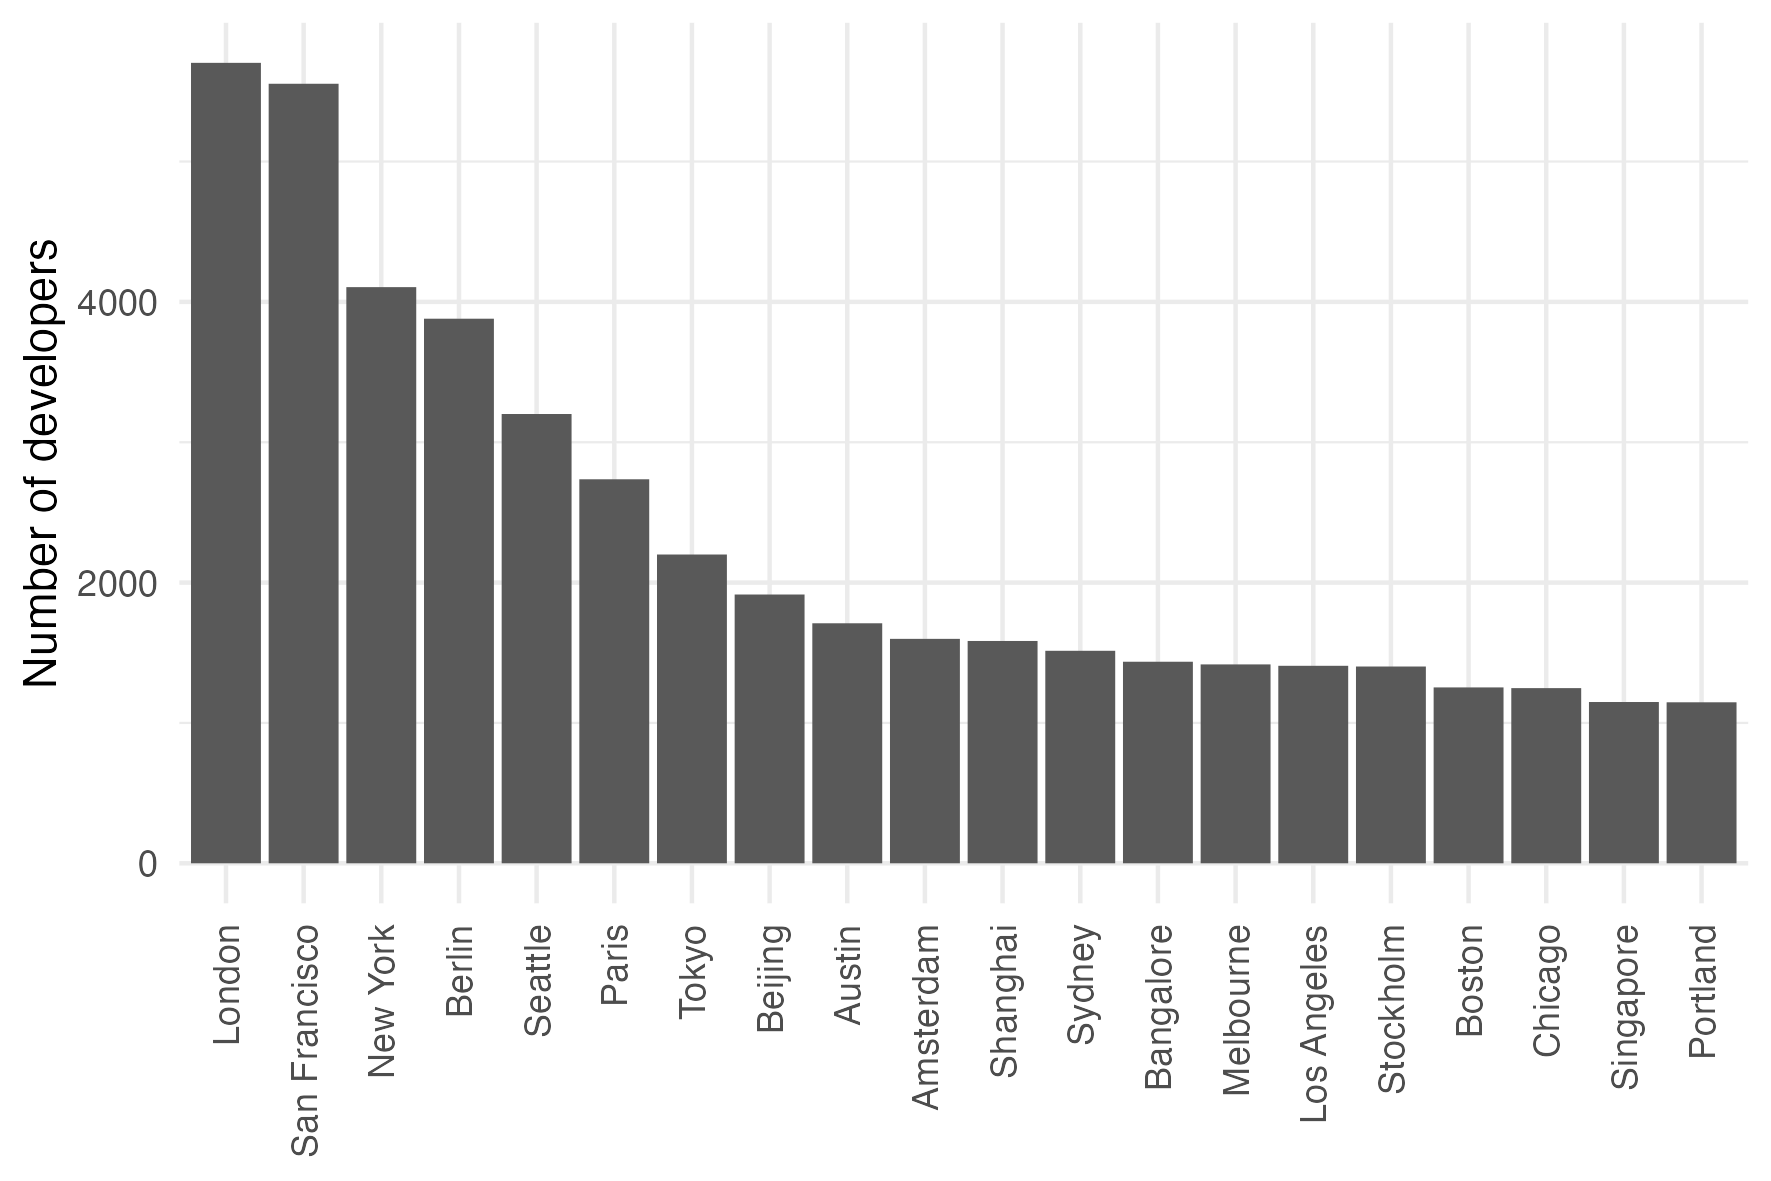 Number of developers
4000
2000
0
London
San Francisco
New York
Berlin
Seattle
Paris
Tokyo
Beijing
Austin
Amsterdam
Shanghai
Sydney
Bangalore
Melbourne
Los Angeles
Stockholm
Boston
Chicago
Singapore
Portland